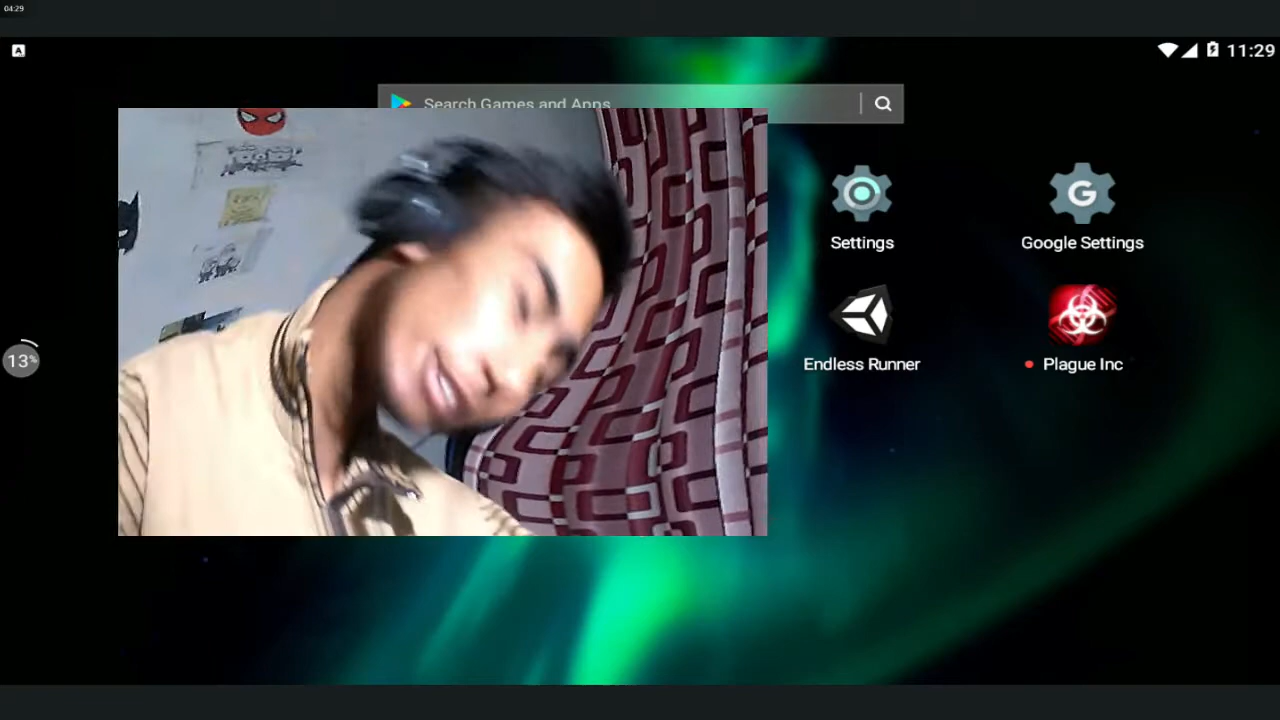 04:29
A
11:29
Search Games and Apps
Settings
G
Google Settings
13%
Endless Runner
Plague Inc